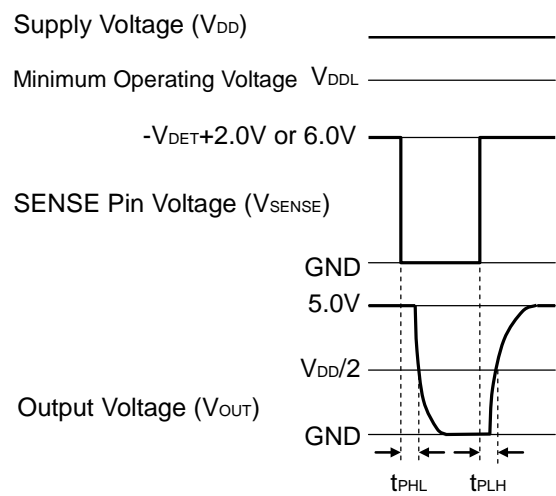 Supply Voltage (VDD)
Minimum Operating Voltage VDDL
-VDET+2.0V or 6.0V
SENSE Pin Voltage (VSENSE)
GND
5.0V
VDD/2
Output Voltage (VOUT)
GND
tPHL tPLH